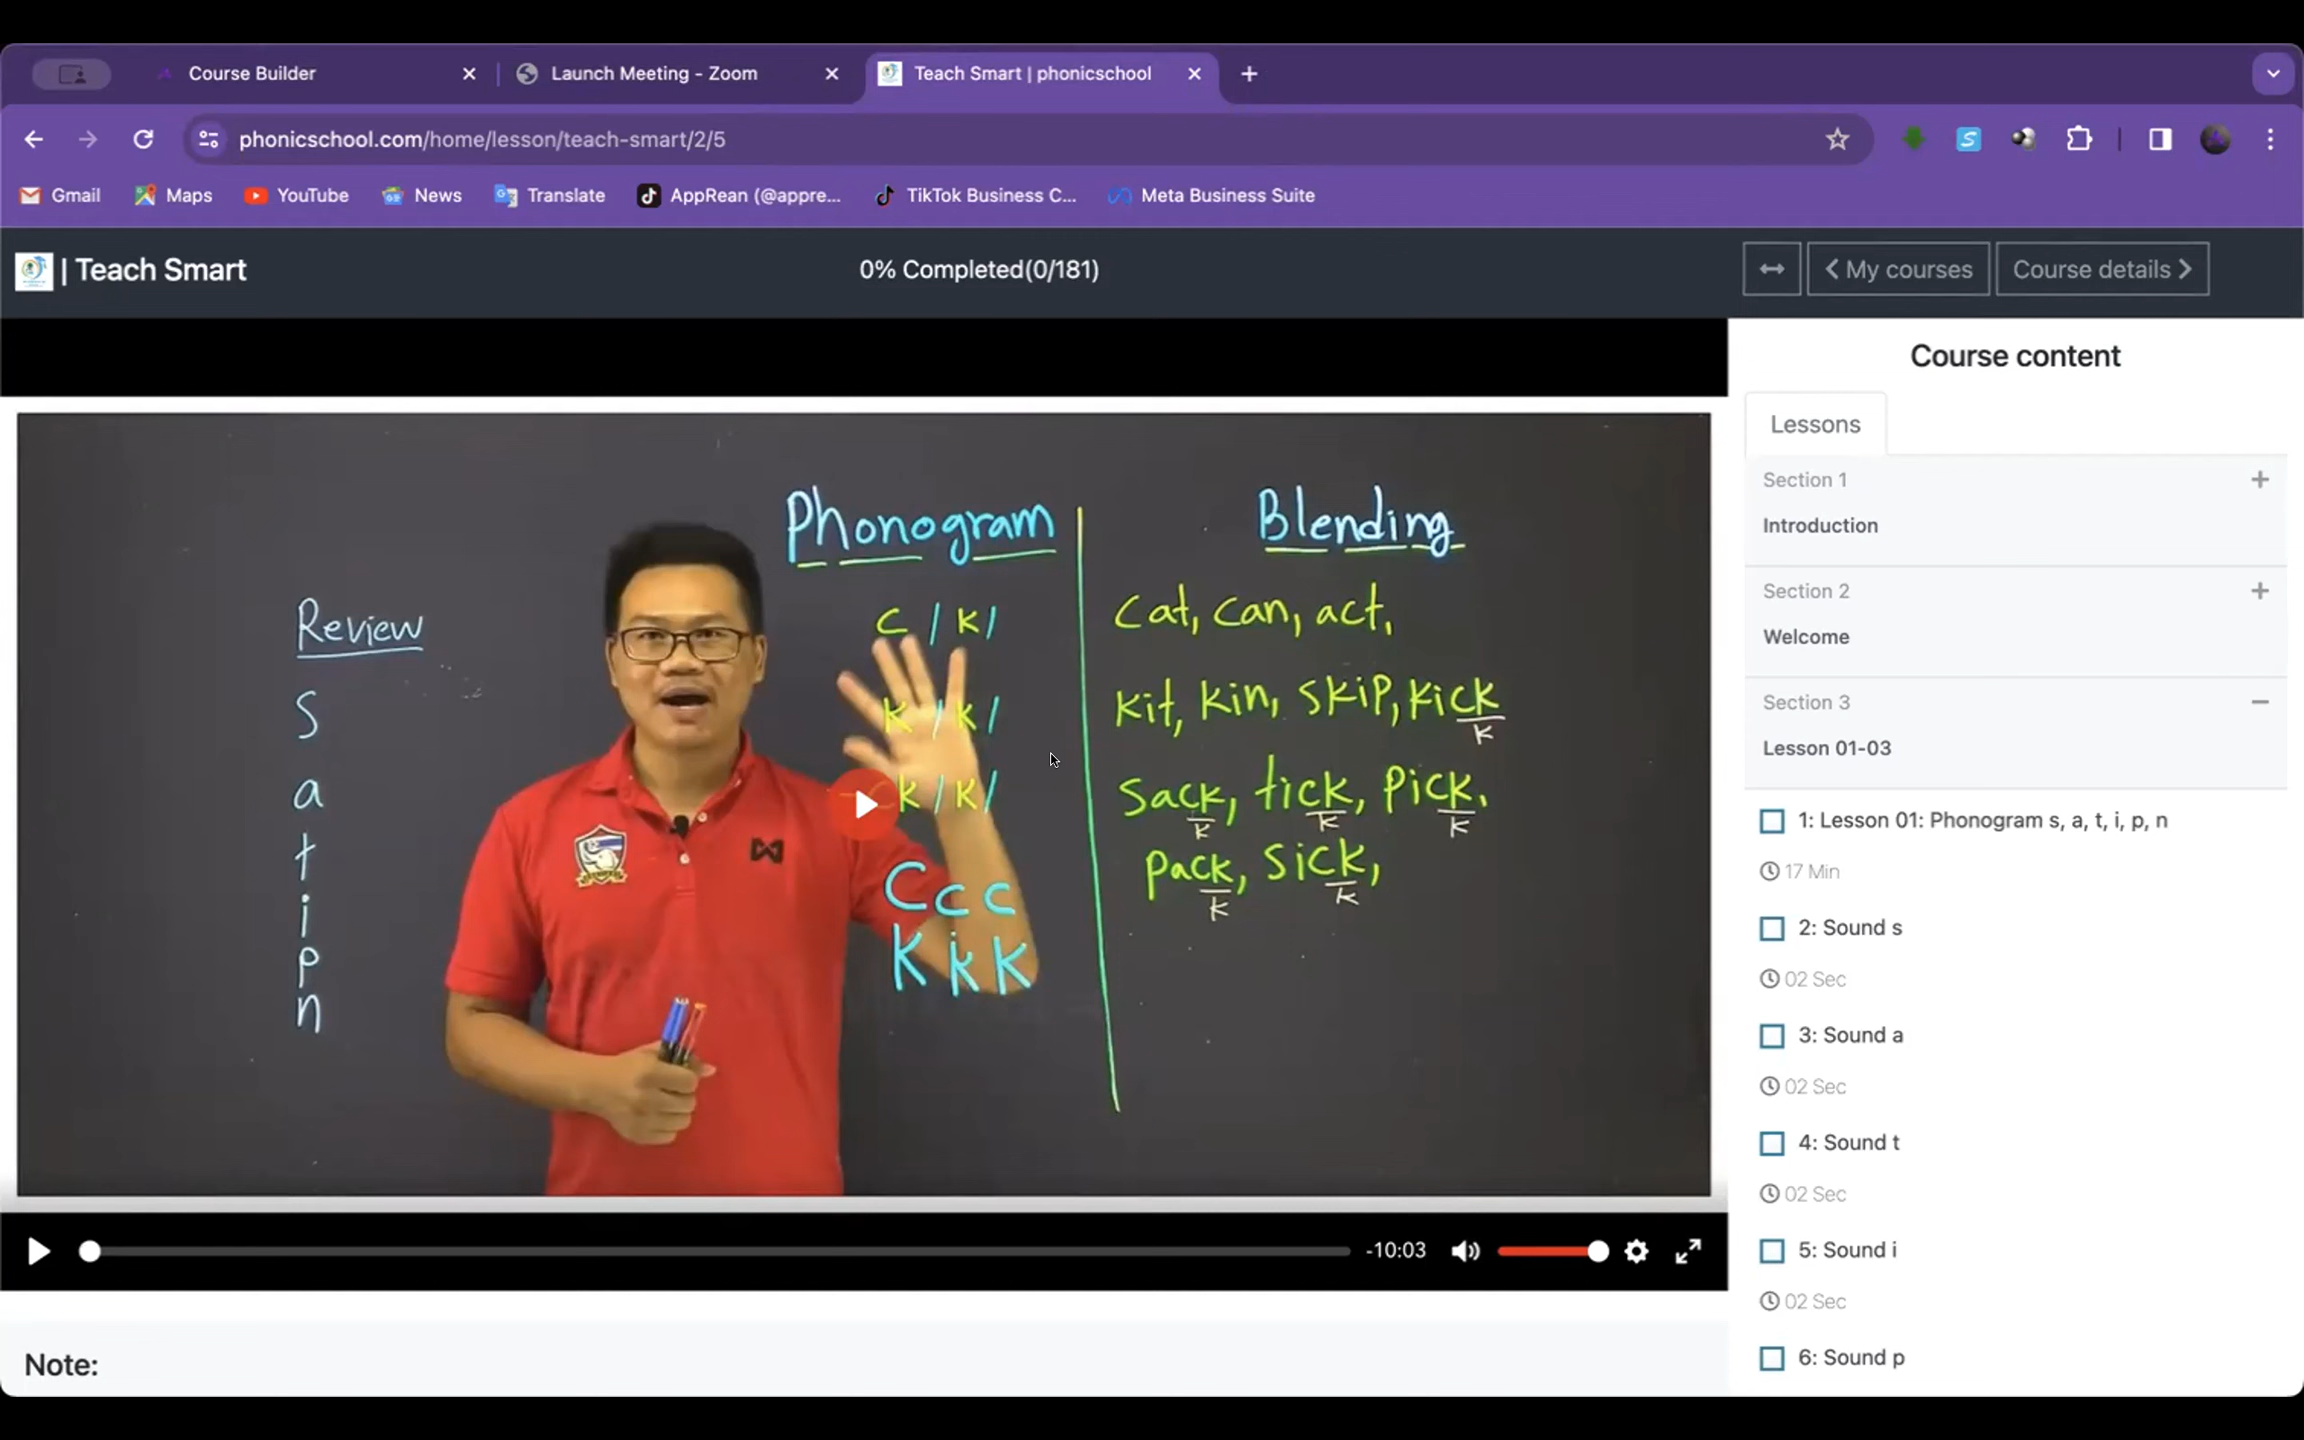 Course Builder
Launch Meeting - Zoom
Teach Smart | phonicschool
phonicschool.com/home/lesson/teach-smart/2/5
Gmail
Maps
YouTube
News
Translate
AppRean (@appre...
TikTok Business C...
Meta Business Suite
| Teach Smart
0% Completed(0/181)
My courses
Course details
Review
s
a
t
i
p
n
Phonogram
c /k/
k /k/
ck /k/
C c c
K k k
Blending
cat, can, act,
kit, kin, skip, kick
k
sack, tick, pick,
k k k
pack, sick,
k k
-10:03
Note:
Course content
Lessons
Section 1
Introduction
Section 2
Welcome
Section 3
Lesson 01-03
1: Lesson 01: Phonogram s, a, t, i, p, n
17 Min
2: Sound s
02 Sec
3: Sound a
02 Sec
4: Sound t
02 Sec
5: Sound i
02 Sec
6: Sound p